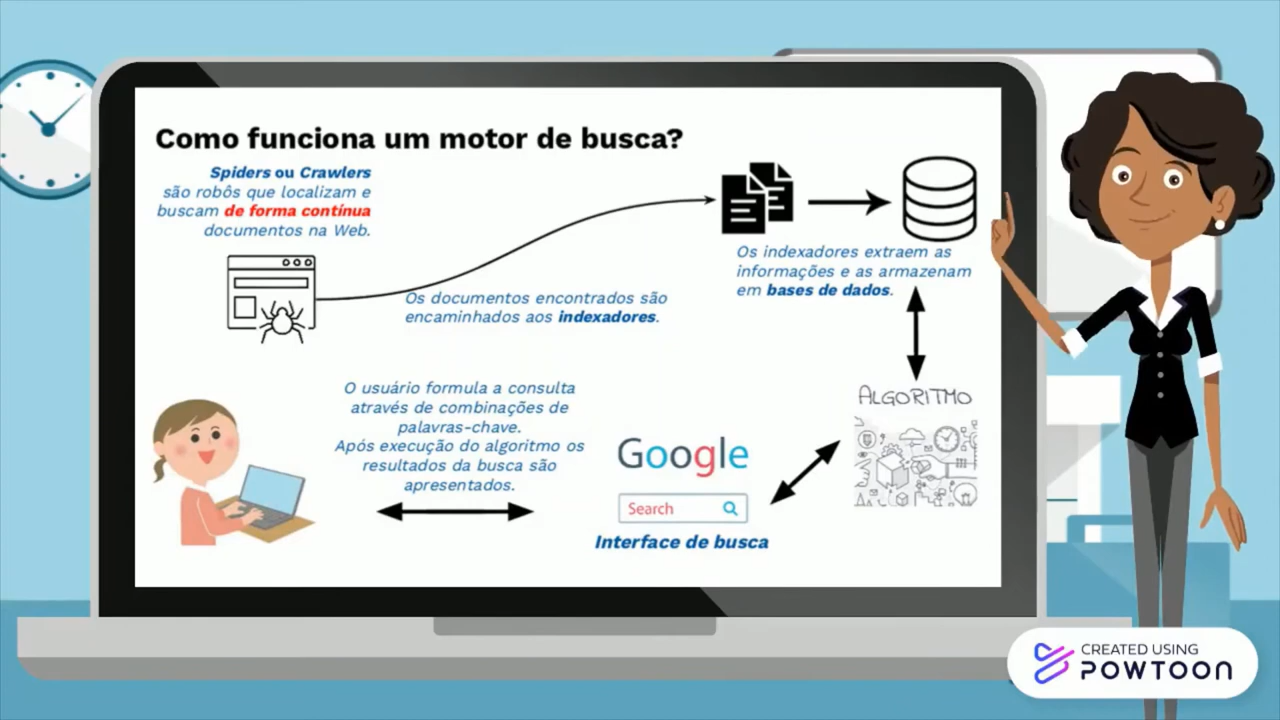 Como funciona um motor de busca?
Spiders ou Crawlers
são robôs que localizam e
buscam de forma contínua
documentos na Web.
Os documentos encontrados são
encaminhados aos indexadores.
Os indexadores extraem as
informações e as armazenam
em bases de dados.
O usuário formula a consulta
através de combinações de
palavras-chave.
Após execução do algoritmo os
resultados da busca são
apresentados.
ALGORITMO
Google
Search
Interface de busca
CREATED USING
POWTOON